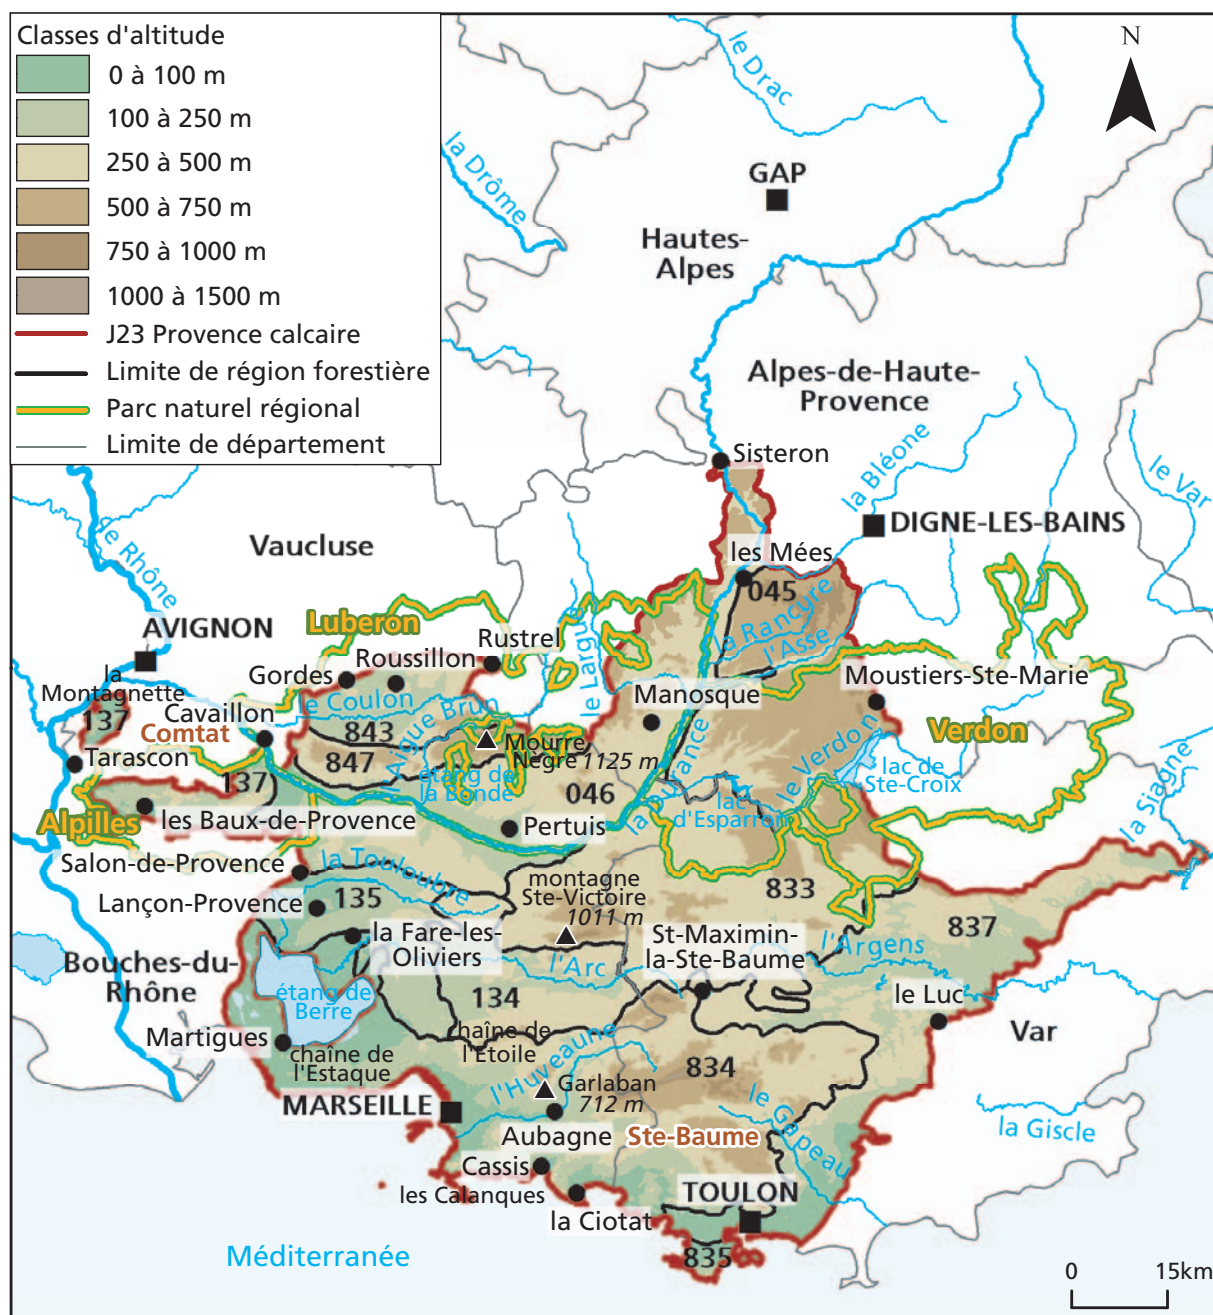 Classes d'altitude
0 à 100 m
100 à 250 m
250 à 500 m
500 à 750 m
750 à 1000 m
1000 à 1500 m
J23 Provence calcaire
Limite de région forestière
Parc naturel régional
Limite de département
N
le Drac
la Drôme
GAP
Hautes-
Alpes
Alpes-de-Haute-
Provence
Sisteron
la Bléone
le Var
DIGNE-LES-BAINS
le Rhône
Vaucluse
les Mées
045
la Rancure
l'Asse
AVIGNON
Luberon
Rustrel
le Largue
Roussillon
Gordes
la
Montagnette
137
Comtat
Cavaillon
le Coulon
843
847
l'Aigue Brun
Mourre
Nègre 1125 m
étang de
la Bonde
Manosque
Moustiers-Ste-Marie
Verdon
le Verdon
lac de
Ste-Croix
la Siagne
Tarascon
137
046
la Durance
lac
d'Esparron
Alpilles
les Baux-de-Provence
Pertuis
Salon-de-Provence
la Touloubre
montagne
Ste-Victoire
1011 m
833
Lançon-Provence
135
837
la Fare-les-
Oliviers
l'Arc
St-Maximin-
la-Ste-Baume
l'Argens
Bouches-du-
Rhône
étang de
Berre
134
le Luc
Var
Martigues
chaîne de
l'Estaque
chaîne de
l'Etoile
l'Huveaune
834
MARSEILLE
Garlaban
712 m
le Gapeau
la Giscle
Aubagne
Ste-Baume
Cassis
les Calanques
la Ciotat
TOULON
835
Méditerranée
0 15km